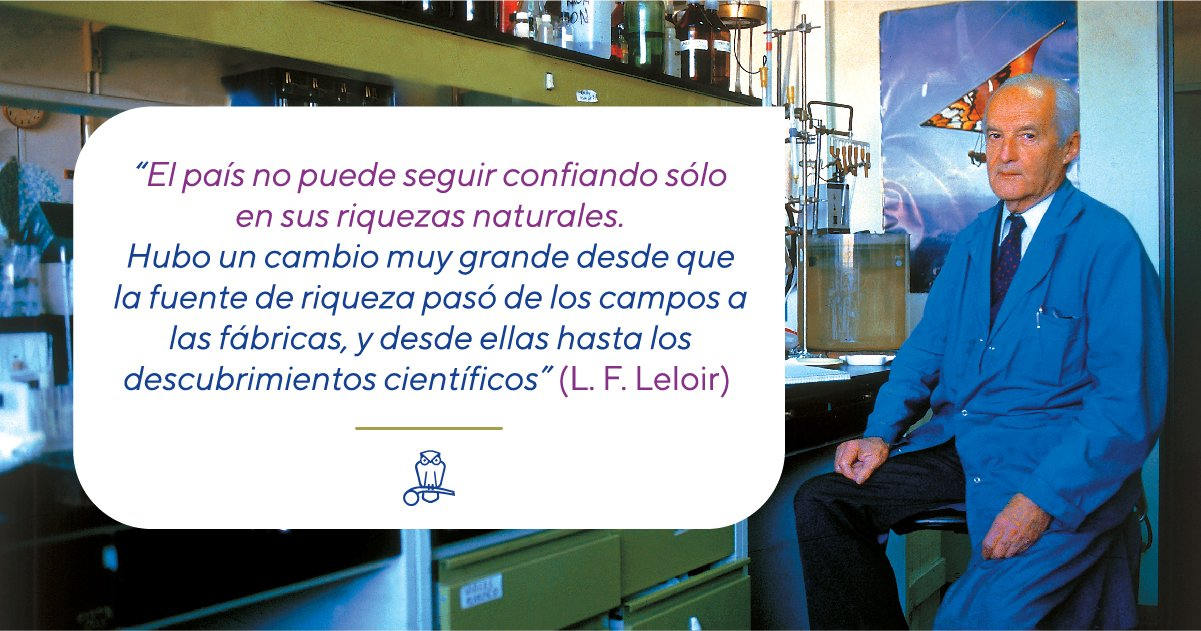 “El país no puede seguir confiando sólo
en sus riquezas naturales.
Hubo un cambio muy grande desde que
la fuente de riqueza pasó de los campos a
las fábricas, y desde ellas hasta los
descubrimientos científicos” (L. F. Leloir)